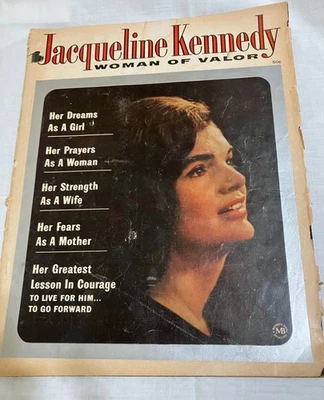 Jacqueline Kennedy
WOMAN OF VALOR
50¢
Her Dreams
As A Girl
Her Prayers
As A Woman
Her Strength
As A Wife
Her Fears
As A Mother
Her Greatest
Lesson In Courage
TO LIVE FOR HIM...
TO GO FORWARD
MB